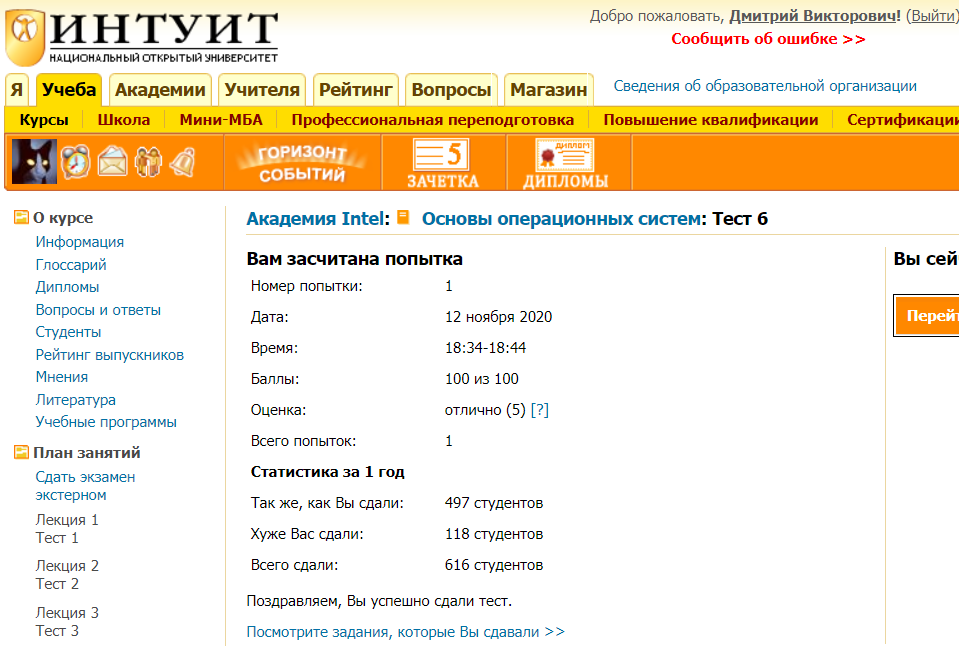 ИНТУИТ
НАЦИОНАЛЬНЫЙ ОТКРЫТЫЙ УНИВЕРСИТЕТ
Добро пожаловать, Дмитрий Викторович! (Выйти)
Сообщить об ошибке >>
Я Учеба Академии Учителя Рейтинг Вопросы Магазин Сведения об образовательной организации
Курсы Школа Мини-МБА Профессиональная переподготовка Повышение квалификации Сертификации
ГОРИЗОНТ СОБЫТИЙ
5
ЗАЧЕТКА
ДИПЛОМ
ДИПЛОМЫ
О курсе
Информация
Глоссарий
Дипломы
Вопросы и ответы
Студенты
Рейтинг выпускников
Мнения
Литература
Учебные программы
План занятий
Сдать экзамен
экстерном
Лекция 1
Тест 1
Лекция 2
Тест 2
Лекция 3
Тест 3
Академия Intel: Основы операционных систем: Тест 6
Вам засчитана попытка
Номер попытки: 1
Дата: 12 ноября 2020
Время: 18:34-18:44
Баллы: 100 из 100
Оценка: отлично (5) [?]
Всего попыток: 1
Статистика за 1 год
Так же, как Вы сдали: 497 студентов
Хуже Вас сдали: 118 студентов
Всего сдали: 616 студентов
Поздравляем, Вы успешно сдали тест.
Посмотрите задания, которые Вы сдавали >>
Вы сей
Перейт